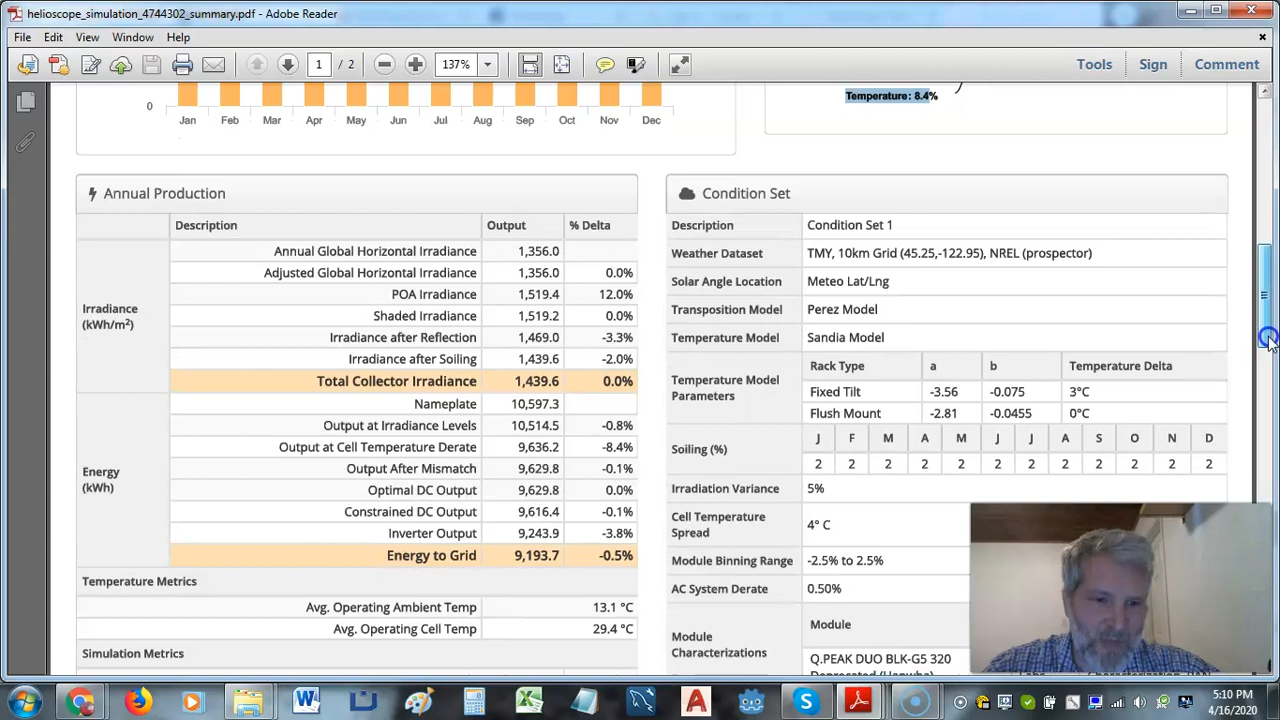 helioscope_simulation_4744302_summary.pdf - Adobe Reader
File Edit View Window Help
1 / 2 137% Tools Sign Comment
0
Jan Feb Mar Apr May Jun Jul Aug Sep Oct Nov Dec
Temperature: 8.4%
Annual Production
Description Output % Delta
Irradiance (kWh/m²)
Annual Global Horizontal Irradiance 1,356.0
Adjusted Global Horizontal Irradiance 1,356.0 0.0%
POA Irradiance 1,519.4 12.0%
Shaded Irradiance 1,519.2 0.0%
Irradiance after Reflection 1,469.0 -3.3%
Irradiance after Soiling 1,439.6 -2.0%
Total Collector Irradiance 1,439.6 0.0%
Energy (kWh)
Nameplate 10,597.3
Output at Irradiance Levels 10,514.5 -0.8%
Output at Cell Temperature Derate 9,636.2 -8.4%
Output After Mismatch 9,629.8 -0.1%
Optimal DC Output 9,629.8 0.0%
Constrained DC Output 9,616.4 -0.1%
Inverter Output 9,243.9 -3.8%
Energy to Grid 9,193.7 -0.5%
Temperature Metrics
Avg. Operating Ambient Temp 13.1 °C
Avg. Operating Cell Temp 29.4 °C
Simulation Metrics
Condition Set
Description Condition Set 1
Weather Dataset TMY, 10km Grid (45.25,-122.95), NREL (prospector)
Solar Angle Location Meteo Lat/Lng
Transposition Model Perez Model
Temperature Model Sandia Model
Temperature Model Parameters
Rack Type a b Temperature Delta
Fixed Tilt -3.56 -0.075 3°C
Flush Mount -2.81 -0.0455 0°C
Soiling (%)
J F M A M J J A S O N D
2 2 2 2 2 2 2 2 2 2 2 2
Irradiation Variance 5%
Cell Temperature Spread 4° C
Module Binning Range -2.5% to 2.5%
AC System Derate 0.50%
Module Characterizations
Module
Q.PEAK DUO BLK-G5 320
5:10 PM
4/16/2020